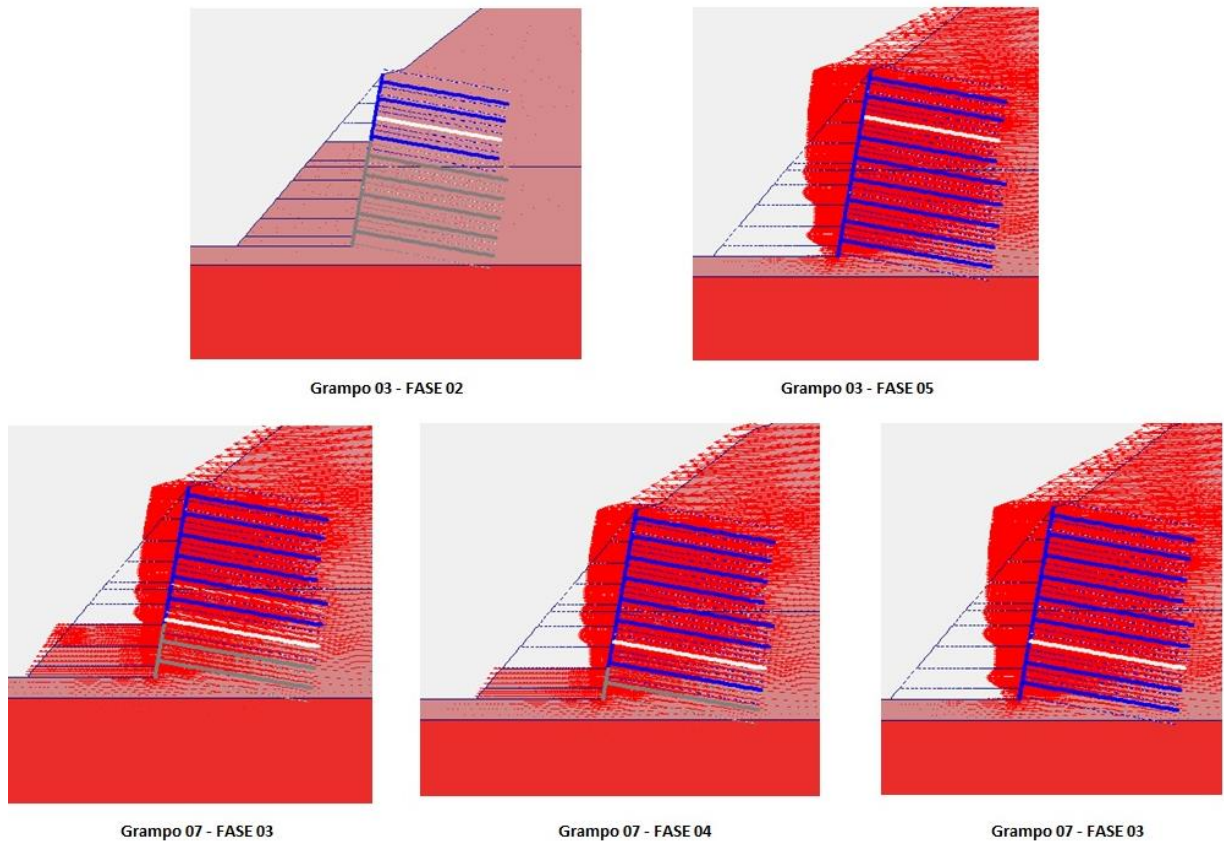 Grampo 03 - FASE 02
Grampo 03 - FASE 05
Grampo 07 - FASE 03
Grampo 07 - FASE 04
Grampo 07 - FASE 03